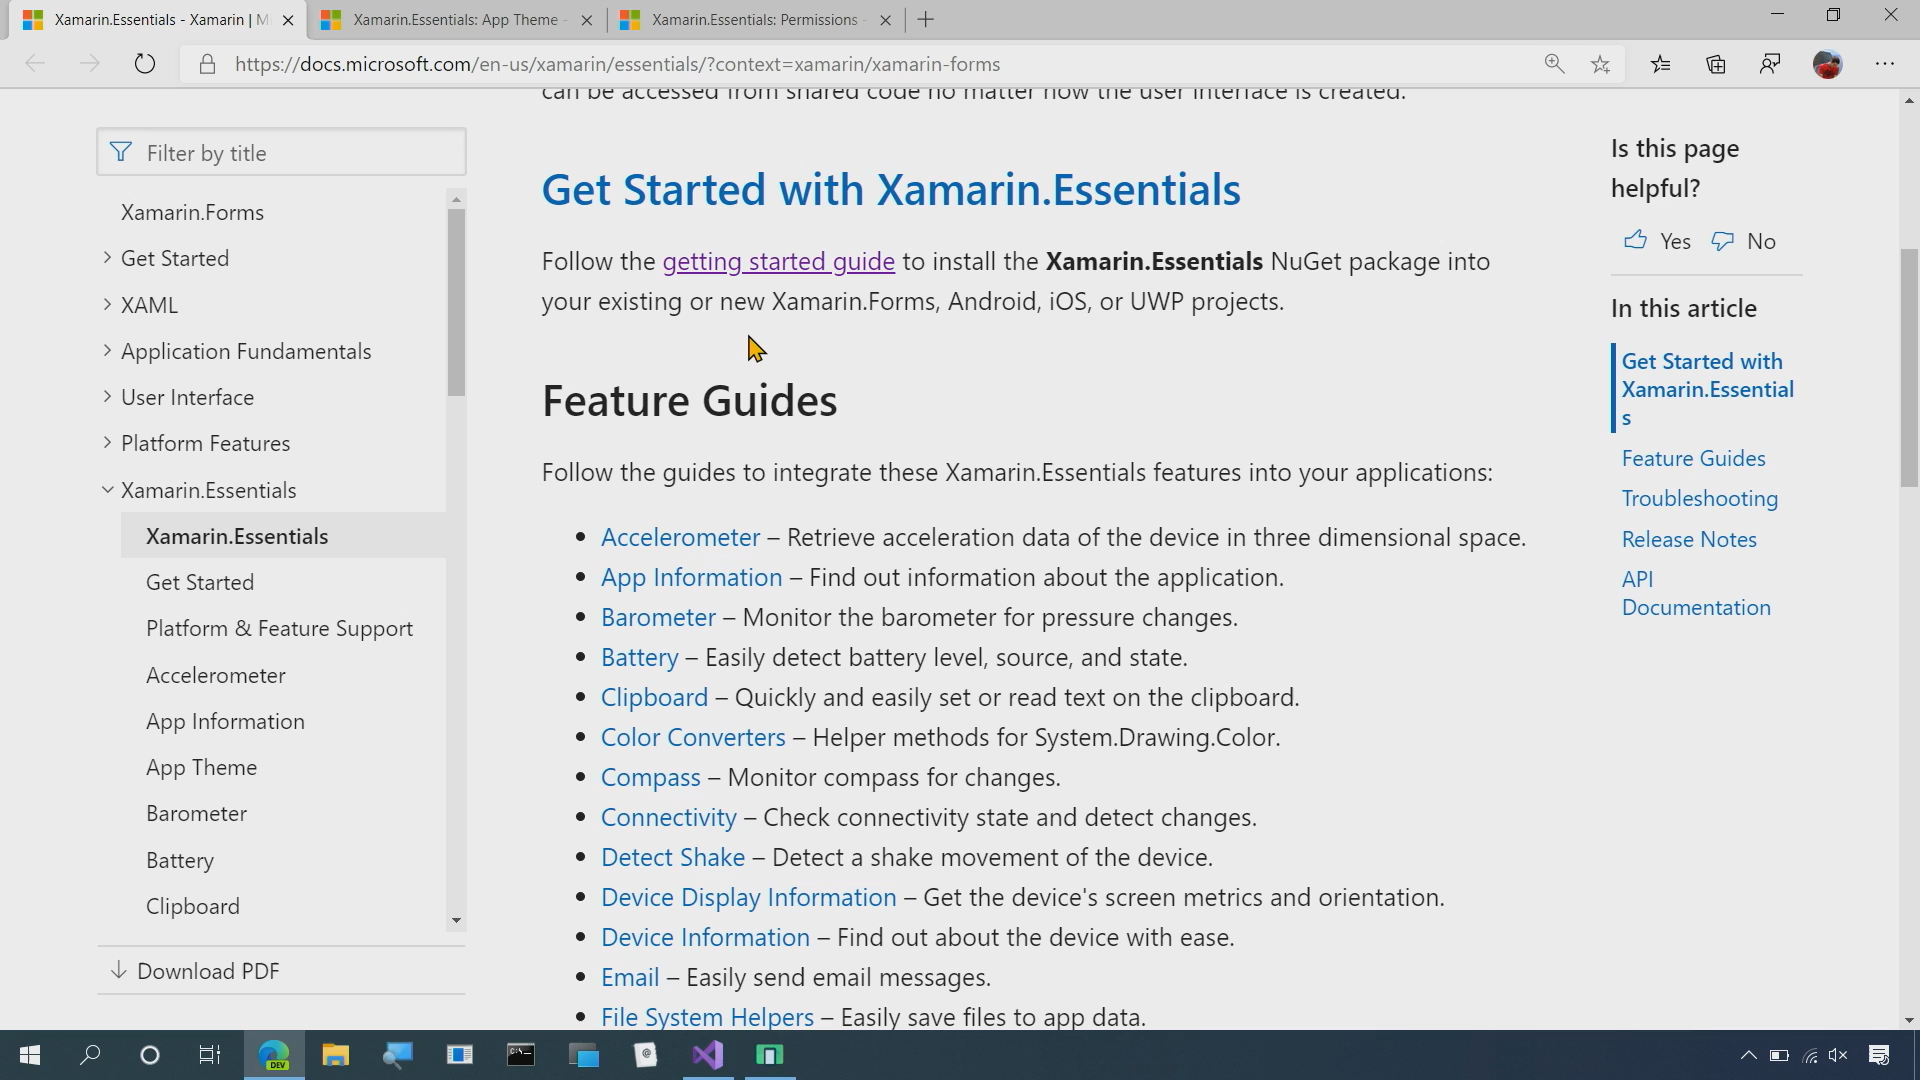 Xamarin.Essentials - Xamarin | M
Xamarin.Essentials: App Theme -
Xamarin.Essentials: Permissions -
https://docs.microsoft.com/en-us/xamarin/essentials/?context=xamarin/xamarin-forms
Filter by title
Xamarin.Forms
Get Started
XAML
Application Fundamentals
User Interface
Platform Features
Xamarin.Essentials
Xamarin.Essentials
Get Started
Platform & Feature Support
Accelerometer
App Information
App Theme
Barometer
Battery
Clipboard
Download PDF
can be accessed from shared code no matter how the user interface is created.
Get Started with Xamarin.Essentials
Follow the getting started guide to install the Xamarin.Essentials NuGet package into
your existing or new Xamarin.Forms, Android, iOS, or UWP projects.
Feature Guides
Follow the guides to integrate these Xamarin.Essentials features into your applications:
• Accelerometer – Retrieve acceleration data of the device in three dimensional space.
• App Information – Find out information about the application.
• Barometer – Monitor the barometer for pressure changes.
• Battery – Easily detect battery level, source, and state.
• Clipboard – Quickly and easily set or read text on the clipboard.
• Color Converters – Helper methods for System.Drawing.Color.
• Compass – Monitor compass for changes.
• Connectivity – Check connectivity state and detect changes.
• Detect Shake – Detect a shake movement of the device.
• Device Display Information – Get the device's screen metrics and orientation.
• Device Information – Find out about the device with ease.
• Email – Easily send email messages.
• File System Helpers – Easily save files to app data.
Is this page
helpful?
Yes No
In this article
Get Started with
Xamarin.Essential
s
Feature Guides
Troubleshooting
Release Notes
API
Documentation
DEV